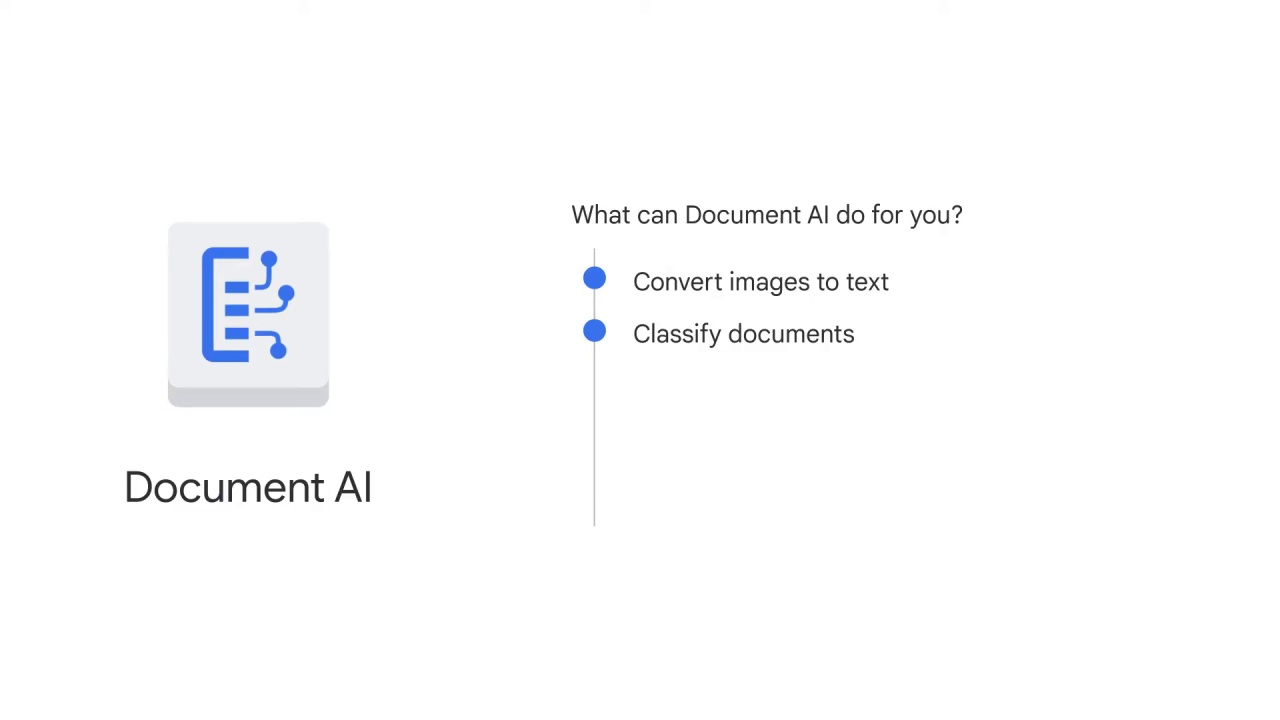 What can Document AI do for you?
Convert images to text
Classify documents
Document AI